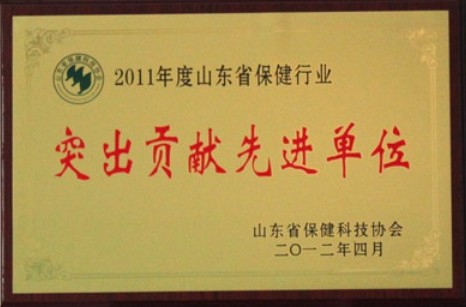 2011年度山东省保健行业
突出贡献先进单位
山东省保健科技协会
二〇一二年四月